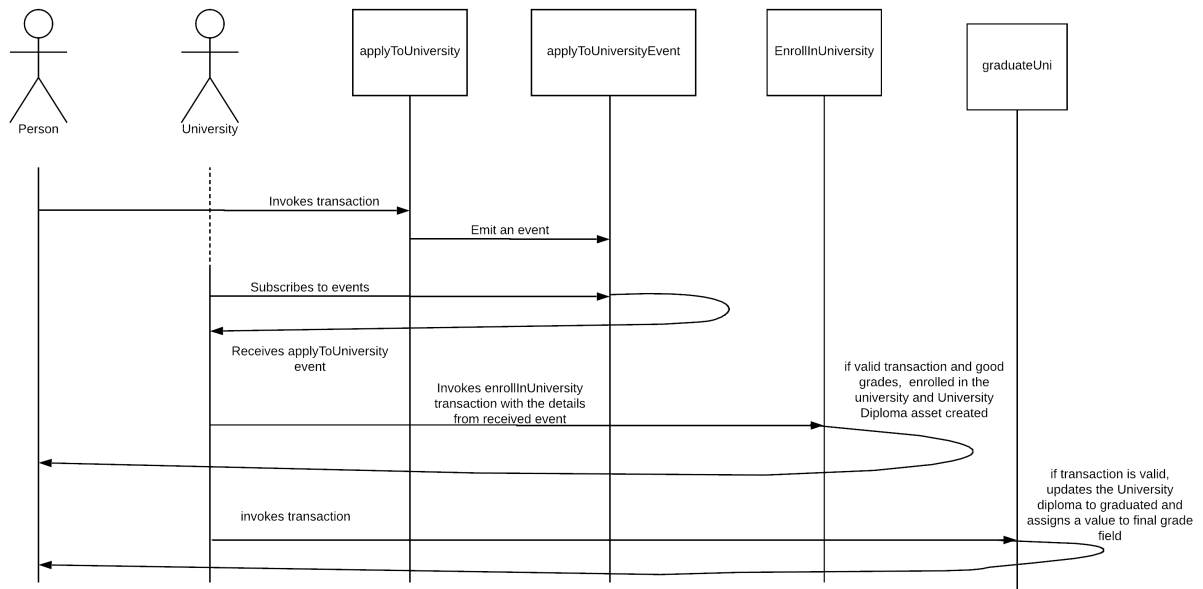 applyToUniversity
applyToUniversityEvent
EnrollInUniversity
graduateUni
Person
University
Invokes transaction
Emit an event
Subscribes to events
Receives applyToUniversity
event
if valid transaction and good
grades, enrolled in the
university and University
Diploma asset created
Invokes enrollInUniversity
transaction with the details
from received event
if transaction is valid,
updates the University
diploma to graduated and
assigns a value to final grade
field
invokes transaction